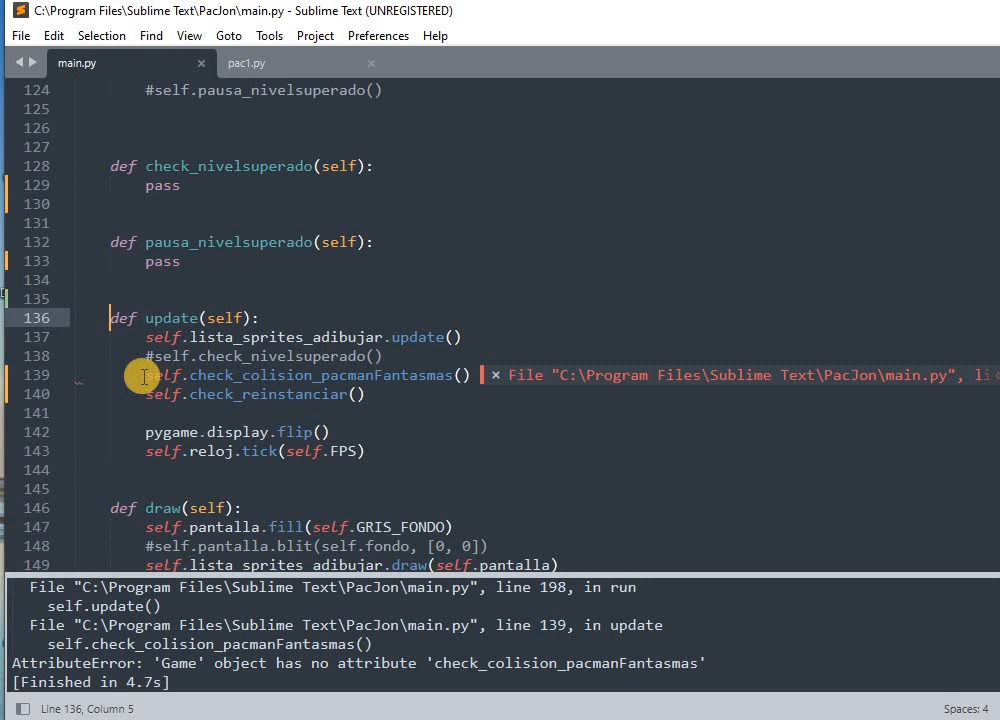 C:\Program Files\Sublime Text\PacJon\main.py - Sublime Text (UNREGISTERED)
File Edit Selection Find View Goto Tools Project Preferences Help
main.py × pac1.py ×
124 #self.pausa_nivelsuperado()
125
126
127
128 def check_nivelsuperado(self):
129 pass
130
131
132 def pausa_nivelsuperado(self):
133 pass
134
135
136 def update(self):
137 self.lista_sprites_adibujar.update()
138 #self.check_nivelsuperado()
139 self.check_colision_pacmanFantasmas() × File "C:\Program Files\Sublime Text\PacJon\main.py", li
140 self.check_reinstanciar()
141
142 pygame.display.flip()
143 self.reloj.tick(self.FPS)
144
145
146 def draw(self):
147 self.pantalla.fill(self.GRIS_FONDO)
148 #self.pantalla.blit(self.fondo, [0, 0])
149 self.lista_sprites_adibujar.draw(self.pantalla)
File "C:\Program Files\Sublime Text\PacJon\main.py", line 198, in run
self.update()
File "C:\Program Files\Sublime Text\PacJon\main.py", line 139, in update
self.check_colision_pacmanFantasmas()
AttributeError: 'Game' object has no attribute 'check_colision_pacmanFantasmas'
[Finished in 4.7s]
Line 136, Column 5 Spaces: 4